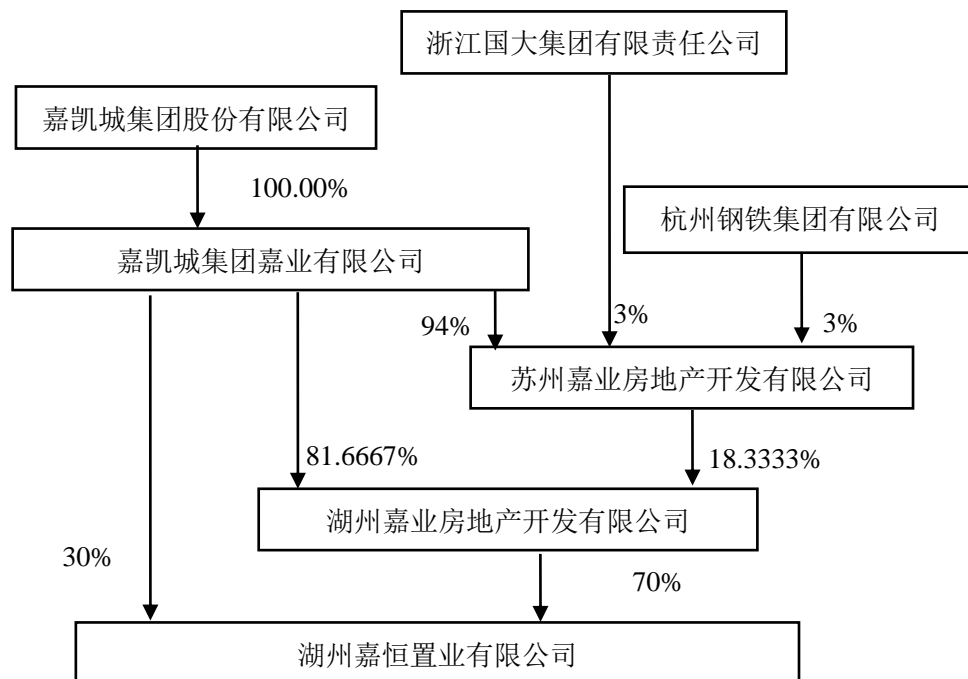 浙江国大集团有限责任公司
嘉凯城集团股份有限公司
100.00%
杭州钢铁集团有限公司
嘉凯城集团嘉业有限公司
94%
3%
3%
苏州嘉业房地产开发有限公司
81.6667%
18.3333%
湖州嘉业房地产开发有限公司
30%
70%
湖州嘉恒置业有限公司